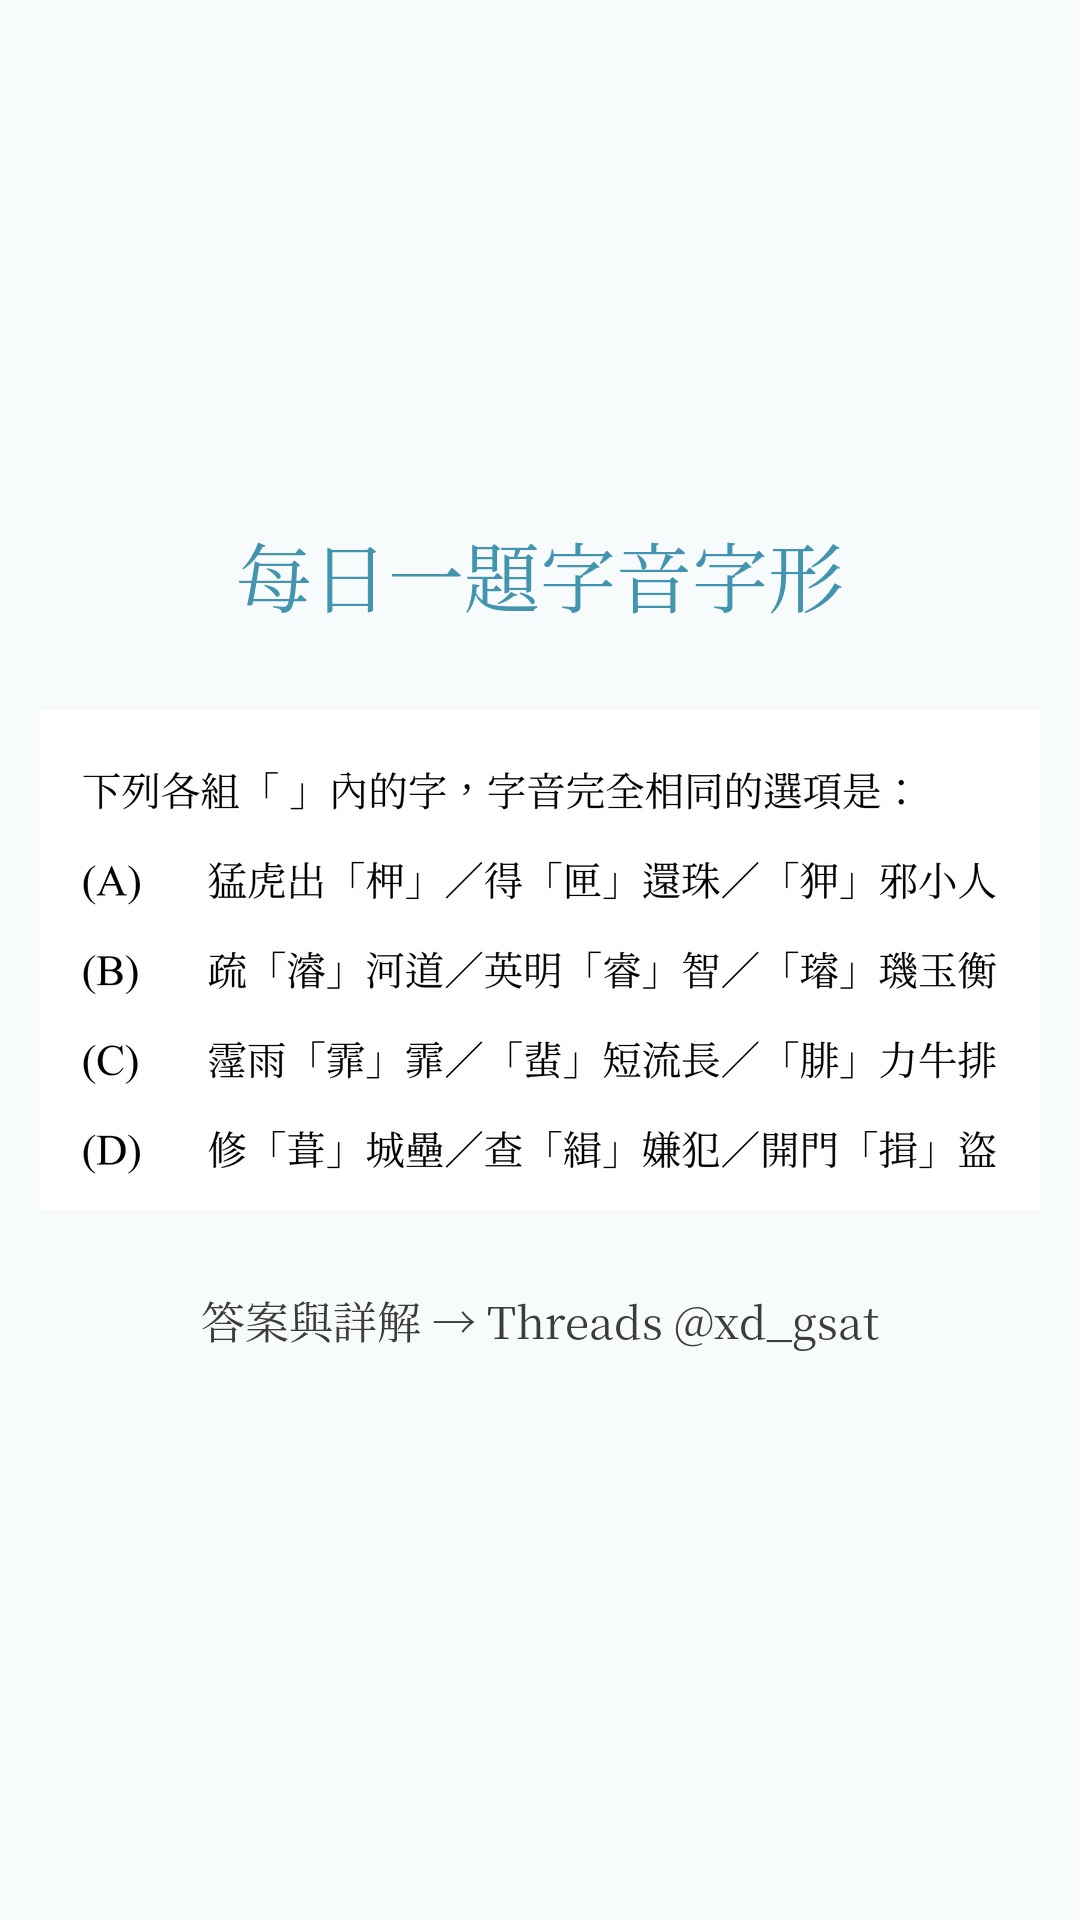 每日一題字音字形
下列各組「 」內的字，字音完全相同的選項是：
(A) 猛虎出「柙」／得「匣」還珠／「狎」邪小人
(B) 疏「濬」河道／英明「睿」智／「璿」璣玉衡
(C) 霪雨「霏」霏／「蜚」短流長／「腓」力牛排
(D) 修「葺」城壘／查「緝」嫌犯／開門「揖」盜
答案與詳解 → Threads @xd_gsat